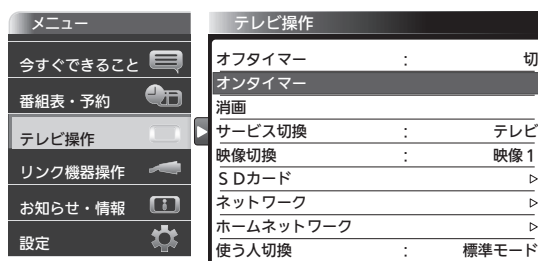 メニュー
今すぐできること
番組表・予約
テレビ操作
リンク機器操作
お知らせ・情報
設定
テレビ操作
オフタイマー : 切
オンタイマー
消画
サービス切換 : テレビ
映像切換 : 映像1
SDカード ▷
ネットワーク ▷
ホームネットワーク ▷
使う人切換 : 標準モード